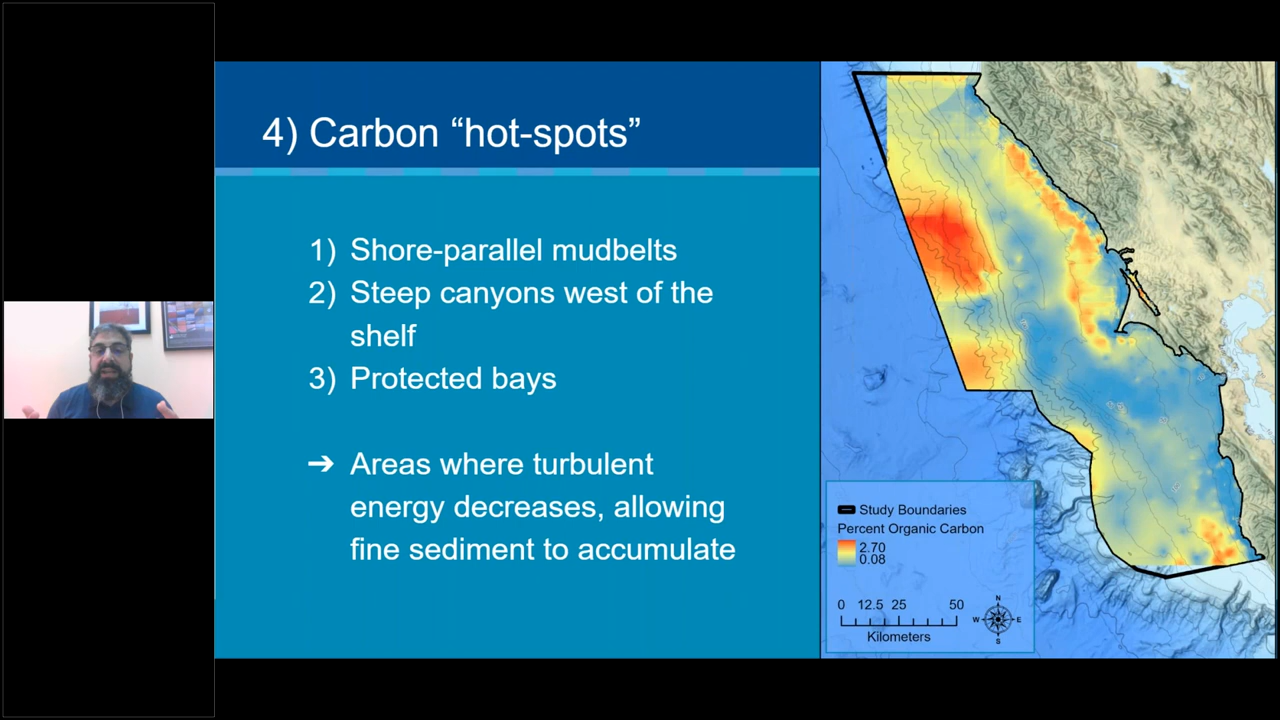 4) Carbon “hot-spots”
1) Shore-parallel mudbelts
2) Steep canyons west of the
shelf
3) Protected bays
➔ Areas where turbulent
energy decreases, allowing
fine sediment to accumulate
Study Boundaries
Percent Organic Carbon
2.70
0.08
0 12.5 25 50
Kilometers
N
W E
S